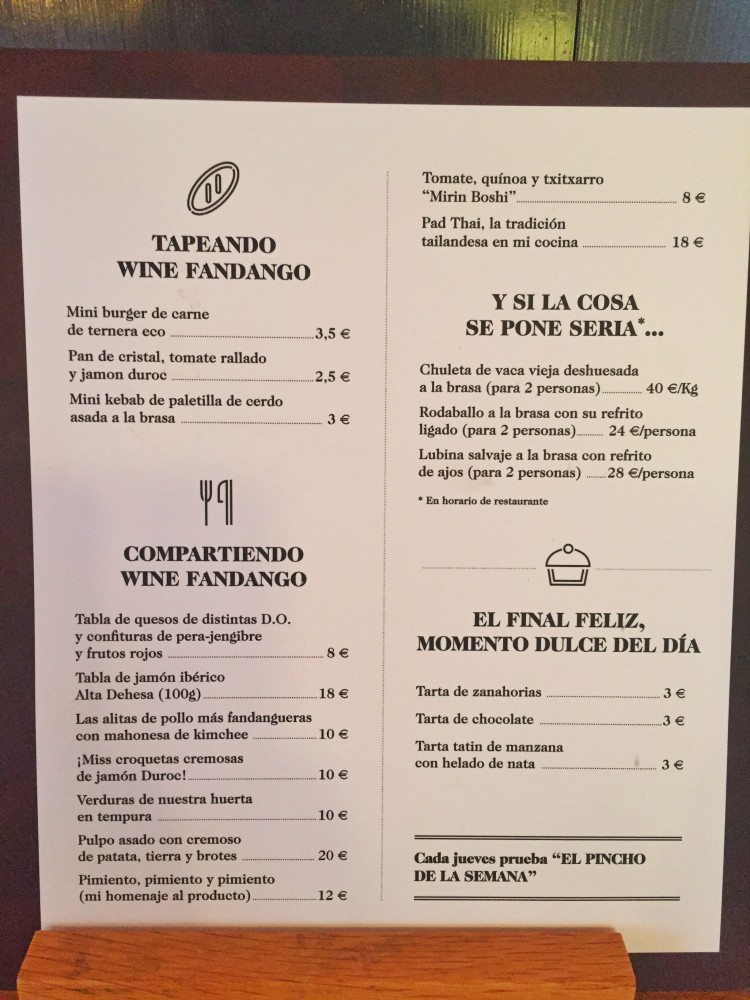 TAPEANDO
WINE FANDANGO
Mini burger de carne
de ternera eco ........ 3,5 €
Pan de cristal, tomate rallado
y jamon duroc ........ 2,5 €
Mini kebab de paletilla de cerdo
asada a la brasa ........ 3 €
COMPARTIENDO
WINE FANDANGO
Tabla de quesos de distintas D.O.
y confituras de pera-jengibre
y frutos rojos ........ 8 €
Tabla de jamón ibérico
Alta Dehesa (100g) ........ 18 €
Las alitas de pollo más fandangueras
con mahonesa de kimchee ........ 10 €
¡Miss croquetas cremosas
de jamón Duroc! ........ 10 €
Verduras de nuestra huerta
en tempura ........ 10 €
Pulpo asado con cremoso
de patata, tierra y brotes ........ 20 €
Pimiento, pimiento y pimiento
(mi homenaje al producto) ........ 12 €
Tomate, quínoa y txitxarro
“Mirin Boshi” ........ 8 €
Pad Thai, la tradición
tailandesa en mi cocina ........ 18 €
Y SI LA COSA
SE PONE SERIA*...
Chuleta de vaca vieja deshuesada
a la brasa (para 2 personas) ........ 40 €/Kg
Rodaballo a la brasa con su refrito
ligado (para 2 personas) ........ 24 €/persona
Lubina salvaje a la brasa con refrito
de ajos (para 2 personas) ........ 28 €/persona
* En horario de restaurante
EL FINAL FELIZ,
MOMENTO DULCE DEL DÍA
Tarta de zanahorias ........ 3 €
Tarta de chocolate ........ 3 €
Tarta tatin de manzana
con helado de nata ........ 3 €
Cada jueves prueba “EL PINCHO
DE LA SEMANA”